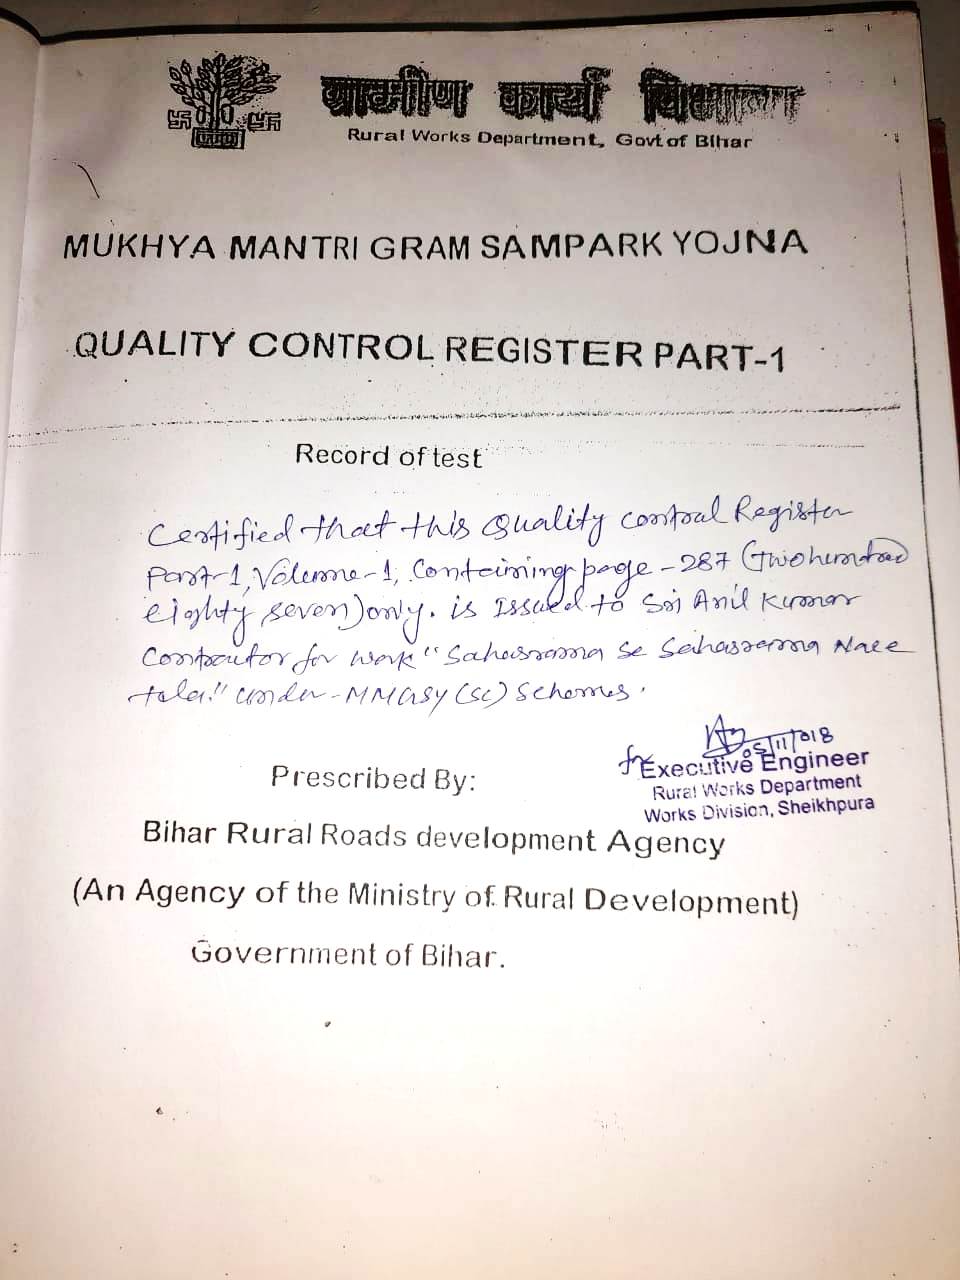 ग्रामीण कार्य विभाग
Rural Works Department, Govt of Bihar
MUKHYA MANTRI GRAM SAMPARK YOJNA
QUALITY CONTROL REGISTER PART-1
Record of test
Certified that this Quality control Register
Part-1, Volume-1, Containing page - 287 (Two hundred
eighty seven) only. is Issued to Sri Anil Kumar
Contractor for work "Sahasrama se Sahasrama Naee
tola" under - MMGSY (SC) Schemes.
05/11/018
for Executive Engineer
Rural Works Department
Works Division, Sheikhpura
Prescribed By:
Bihar Rural Roads development Agency
(An Agency of the Ministry of Rural Development)
Government of Bihar.